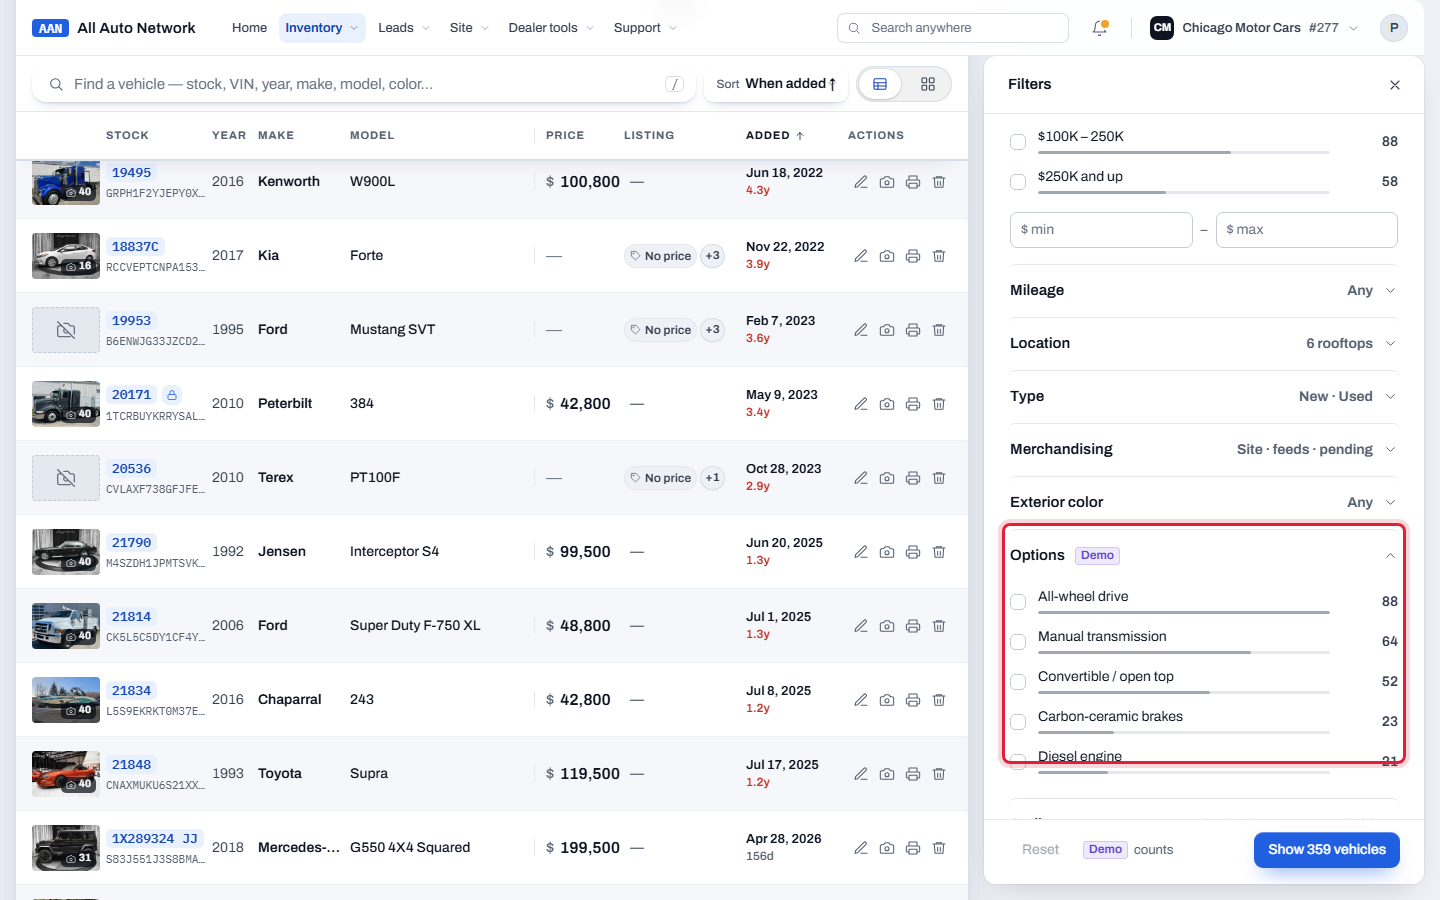 AAN All Auto Network Home Inventory Leads Site Dealer tools Support Search anywhere CM Chicago Motor Cars #277 P
Find a vehicle — stock, VIN, year, make, model, color... / Sort When added ↑
STOCK YEAR MAKE MODEL PRICE LISTING ADDED ↑ ACTIONS
19495 2016 Kenworth W900L $ 100,800 — Jun 18, 2022
40 GRPH1F2YJEPY0X… 4.3y
18837C 2017 Kia Forte — No price +3 Nov 22, 2022
16 RCCVEPTCNPA153… 3.9y
19953 1995 Ford Mustang SVT — No price +3 Feb 7, 2023
B6ENWJG33JZCD2… 3.6y
20171 2010 Peterbilt 384 $ 42,800 — May 9, 2023
40 1TCRBUYKRRYSAL… 3.4y
20536 2010 Terex PT100F — No price +1 Oct 28, 2023
CVLAXF738GFJFE… 2.9y
21790 1992 Jensen Interceptor S4 $ 99,500 — Jun 20, 2025
40 M4SZDH1JPMTSVK… 1.3y
21814 2006 Ford Super Duty F-750 XL $ 48,800 — Jul 1, 2025
40 CK5L5C5DY1CF4Y… 1.3y
21834 2016 Chaparral 243 $ 42,800 — Jul 8, 2025
40 L5S9EKRKT0M37E… 1.2y
21848 1993 Toyota Supra $ 119,500 — Jul 17, 2025
40 CNAXMUKU6S21XX… 1.2y
1X289324 JJ 2018 Mercedes-… G550 4X4 Squared $ 199,500 — Apr 28, 2026
31 S83J551J3S8BMA… 156d
Filters
$100K – 250K 88
$250K and up 58
$ min – $ max
Mileage Any
Location 6 rooftops
Type New · Used
Merchandising Site · feeds · pending
Exterior color Any
Options Demo
All-wheel drive 88
Manual transmission 64
Convertible / open top 52
Carbon-ceramic brakes 23
Diesel engine 21
Reset Demo counts Show 359 vehicles